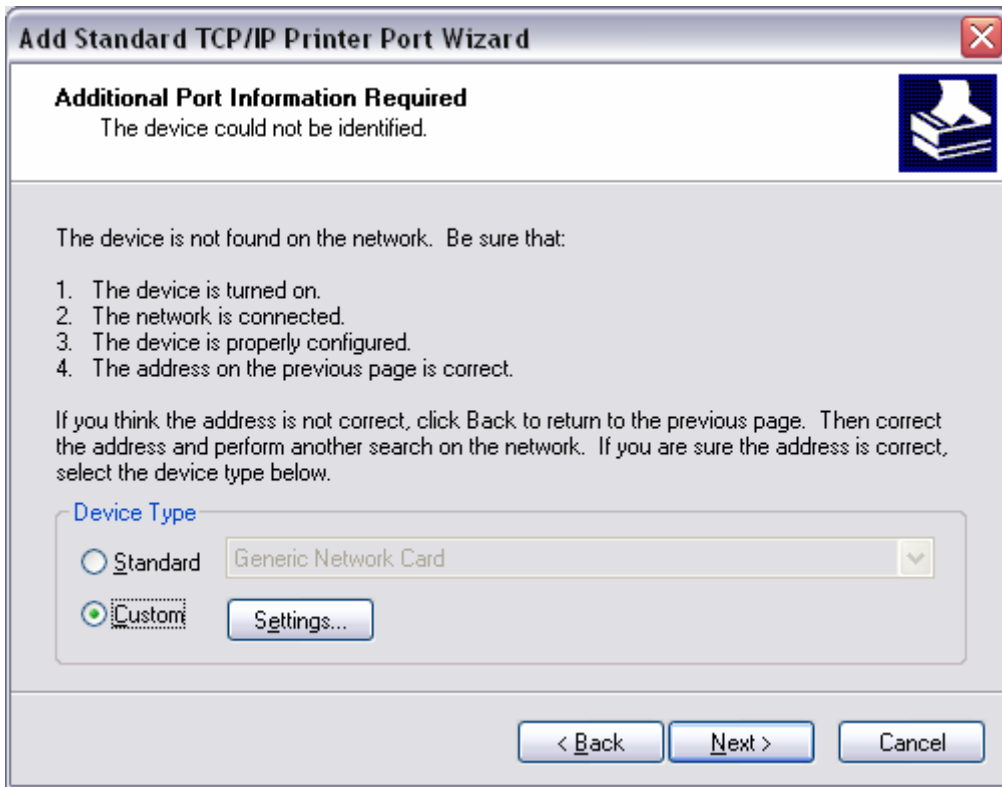 Add Standard TCP/IP Printer Port Wizard
Additional Port Information Required
The device could not be identified.
The device is not found on the network. Be sure that:
1. The device is turned on.
2. The network is connected.
3. The device is properly configured.
4. The address on the previous page is correct.
If you think the address is not correct, click Back to return to the previous page. Then correct
the address and perform another search on the network. If you are sure the address is correct,
select the device type below.
Device Type
Standard Generic Network Card
Custom Settings...
< Back Next > Cancel